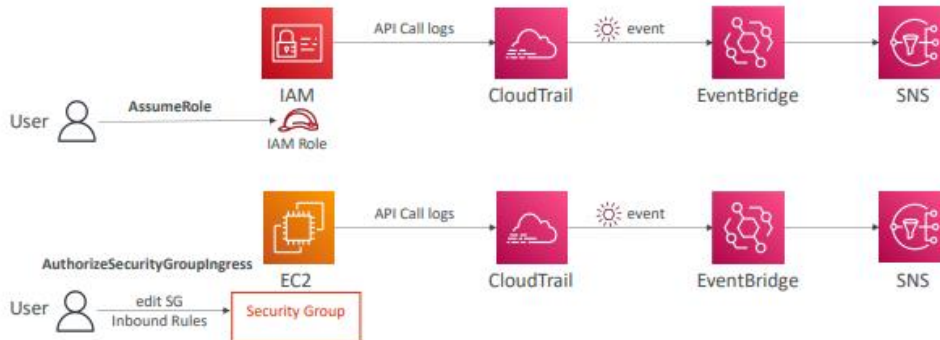 API Call logs
event
IAM
CloudTrail
EventBridge
SNS
User
AssumeRole
IAM Role
API Call logs
event
AuthorizeSecurityGroupIngress
EC2
CloudTrail
EventBridge
SNS
User
edit SG
Inbound Rules
Security Group